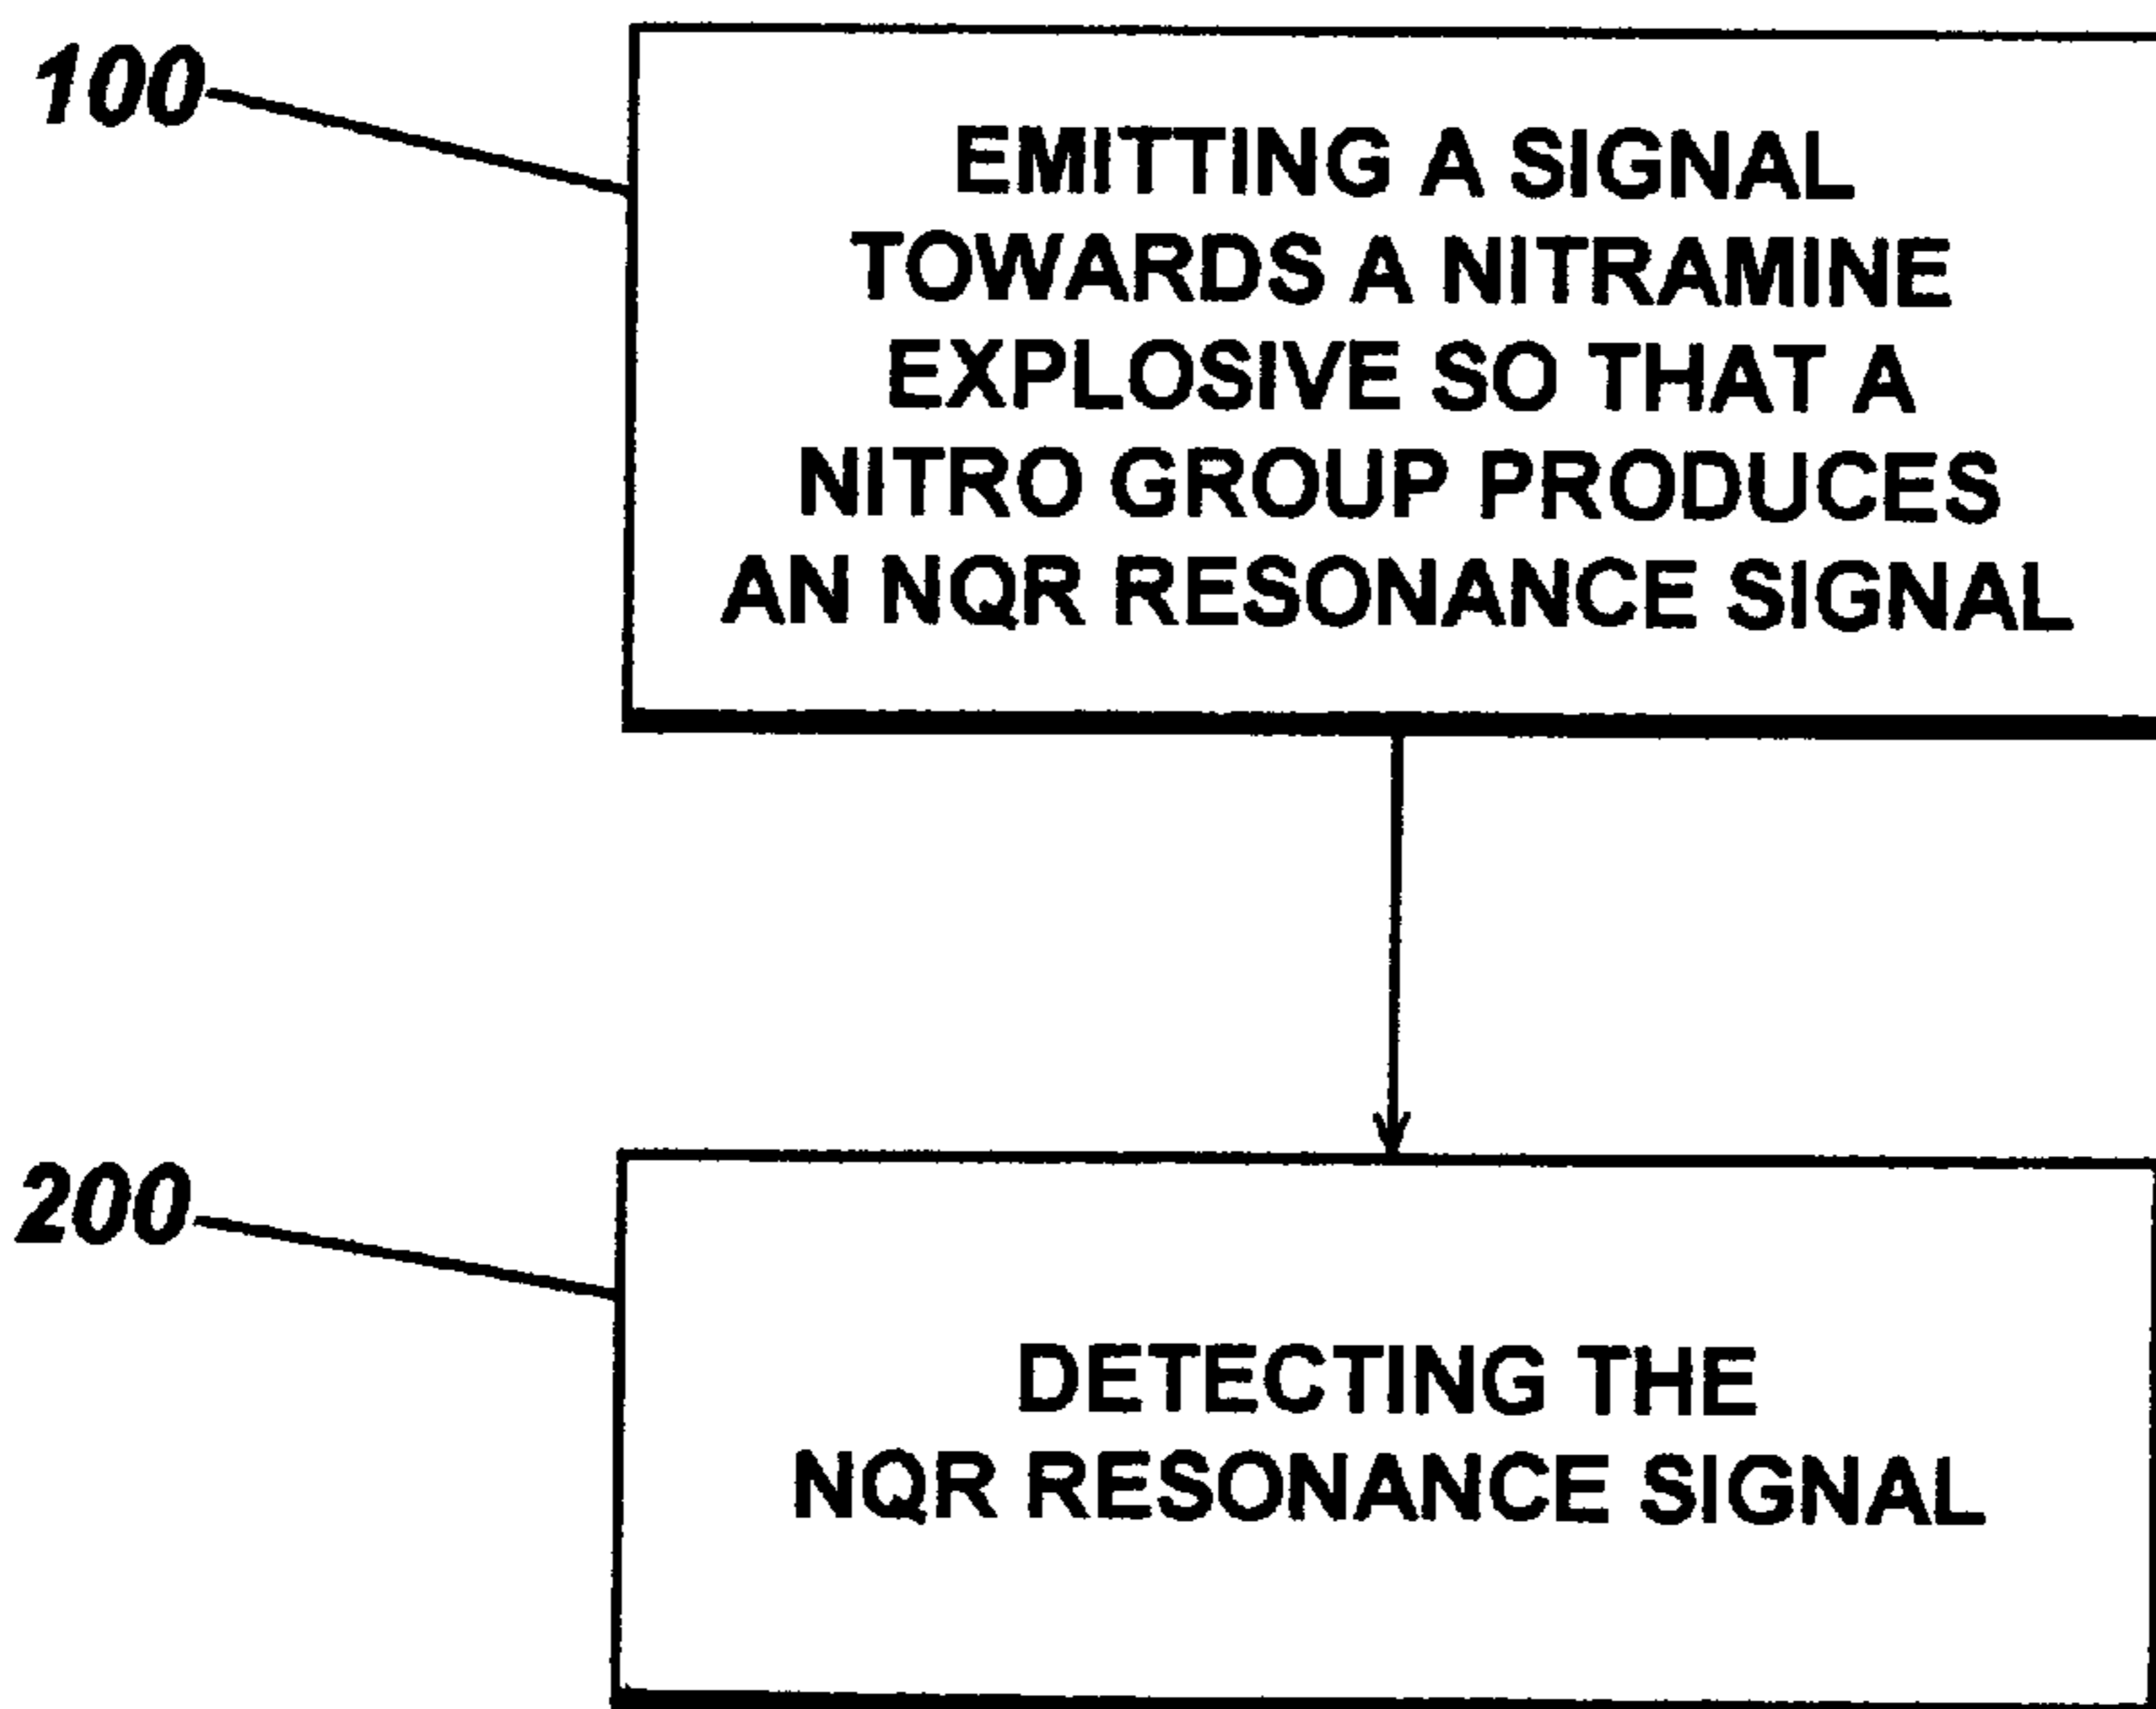 100
EMITTING A SIGNAL
TOWARDS A NITRAMINE
EXPLOSIVE SO THAT A
NITRO GROUP PRODUCES
AN NQR RESONANCE SIGNAL
200
DETECTING THE
NQR RESONANCE SIGNAL